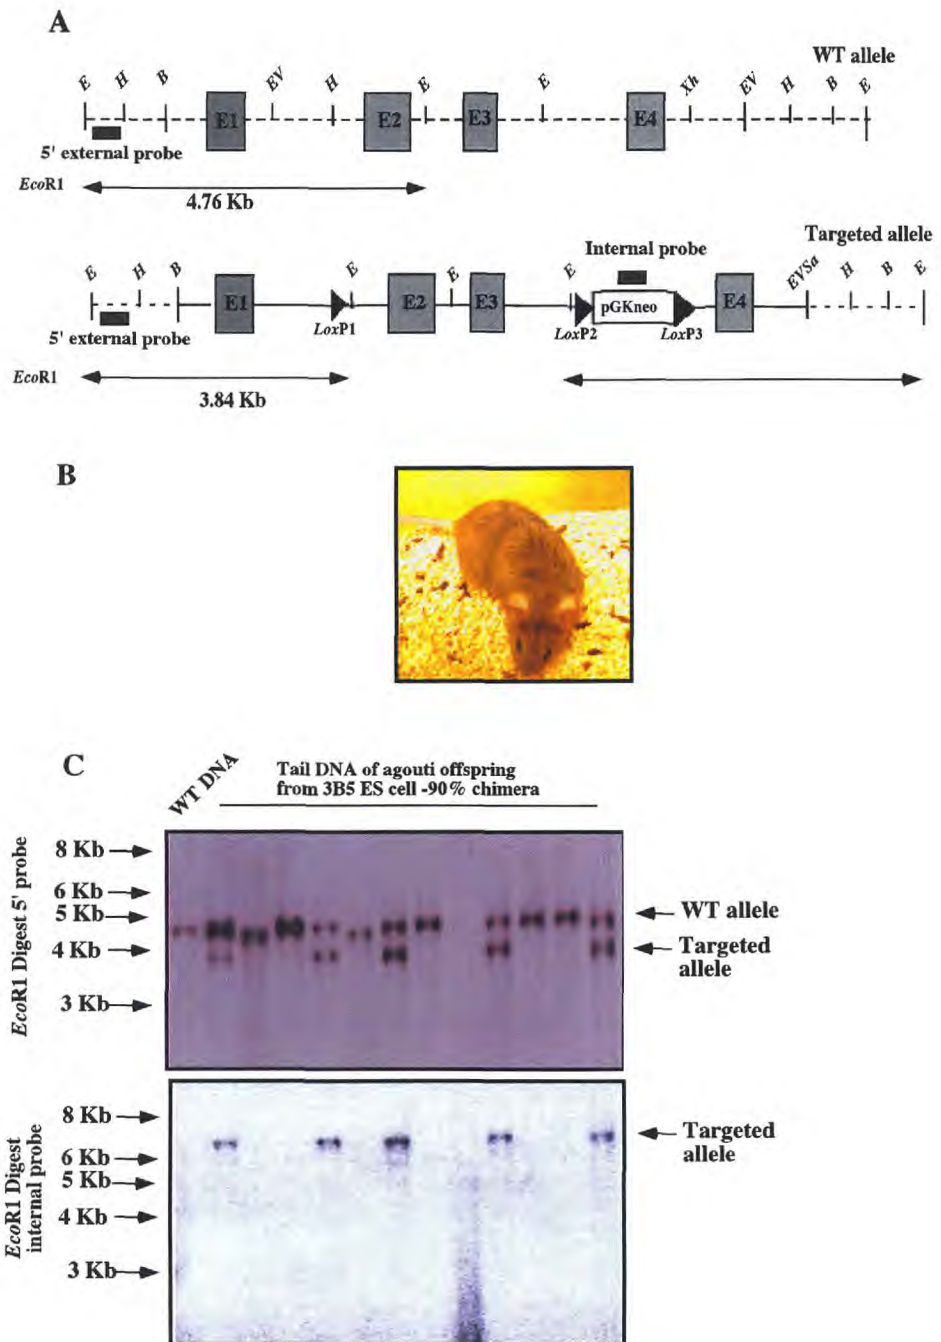 A
E H B E1 EV H E2 E E3 E E4 Xh EV H B E
WT allele
5' external probe
EcoR1
4.76 Kb
Targeted allele
Internal probe
E H B E1 E E2 E E3 E pGKneo E4 EVSa H B E
LoxP1 LoxP2 LoxP3
5' external probe
EcoR1
3.84 Kb
B
C
WT DNA
Tail DNA of agouti offspring
from 3B5 ES cell -90% chimera
EcoR1 Digest 5' probe
8 Kb
6 Kb
5 Kb
4 Kb
3 Kb
WT allele
Targeted
allele
EcoR1 Digest
internal probe
8 Kb
6 Kb
5 Kb
4 Kb
3 Kb
Targeted
allele